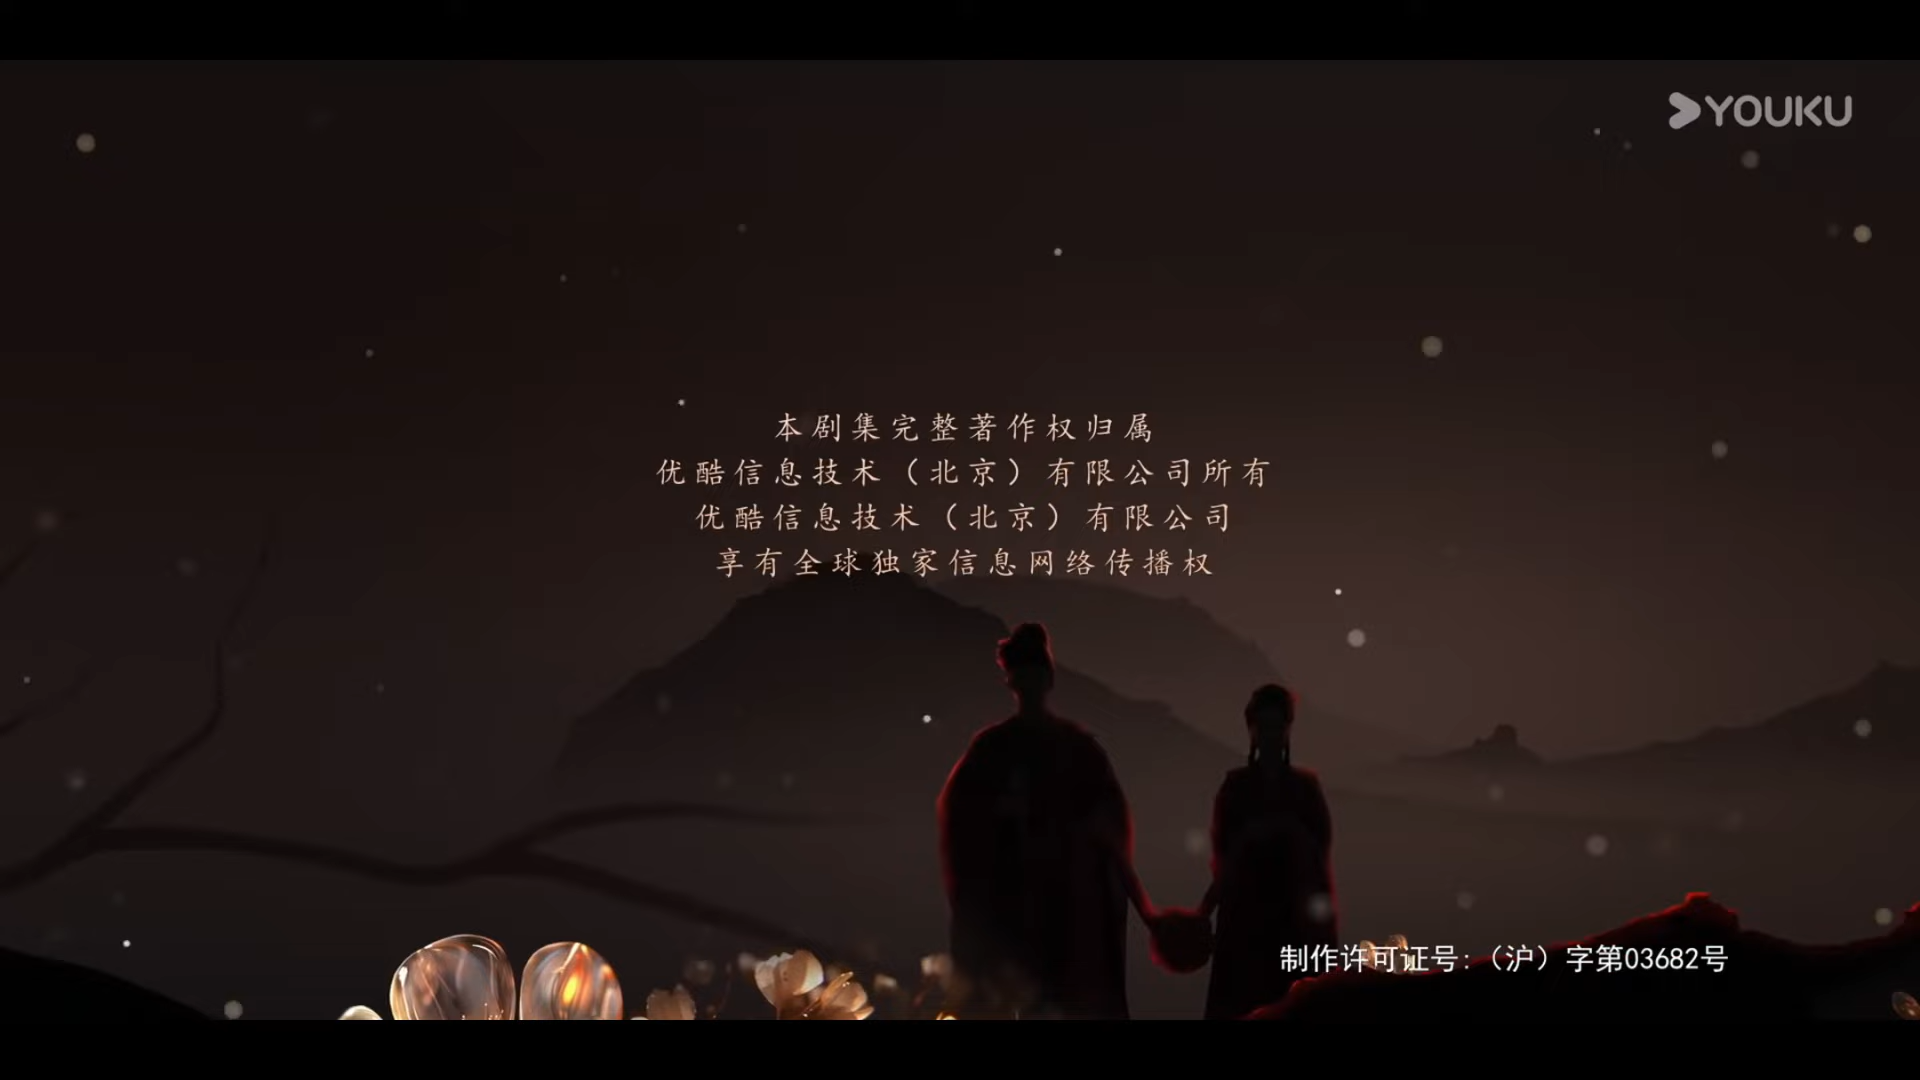 YOUKU
本剧集完整著作权归属
优酷信息技术（北京）有限公司所有
优酷信息技术（北京）有限公司
享有全球独家信息网络传播权
制作许可证号:（沪）字第03682号